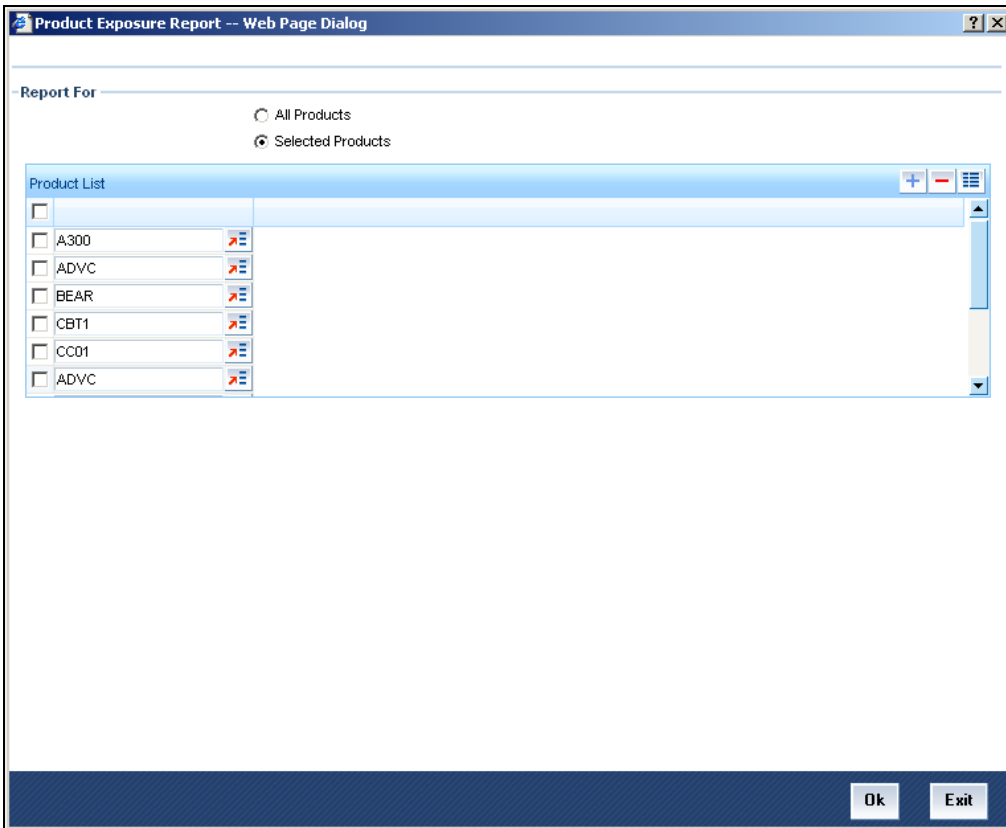 Product Exposure Report -- Web Page Dialog
Report For
All Products
Selected Products
Product List
A300
ADVC
BEAR
CBT1
CC01
ADVC
Ok Exit